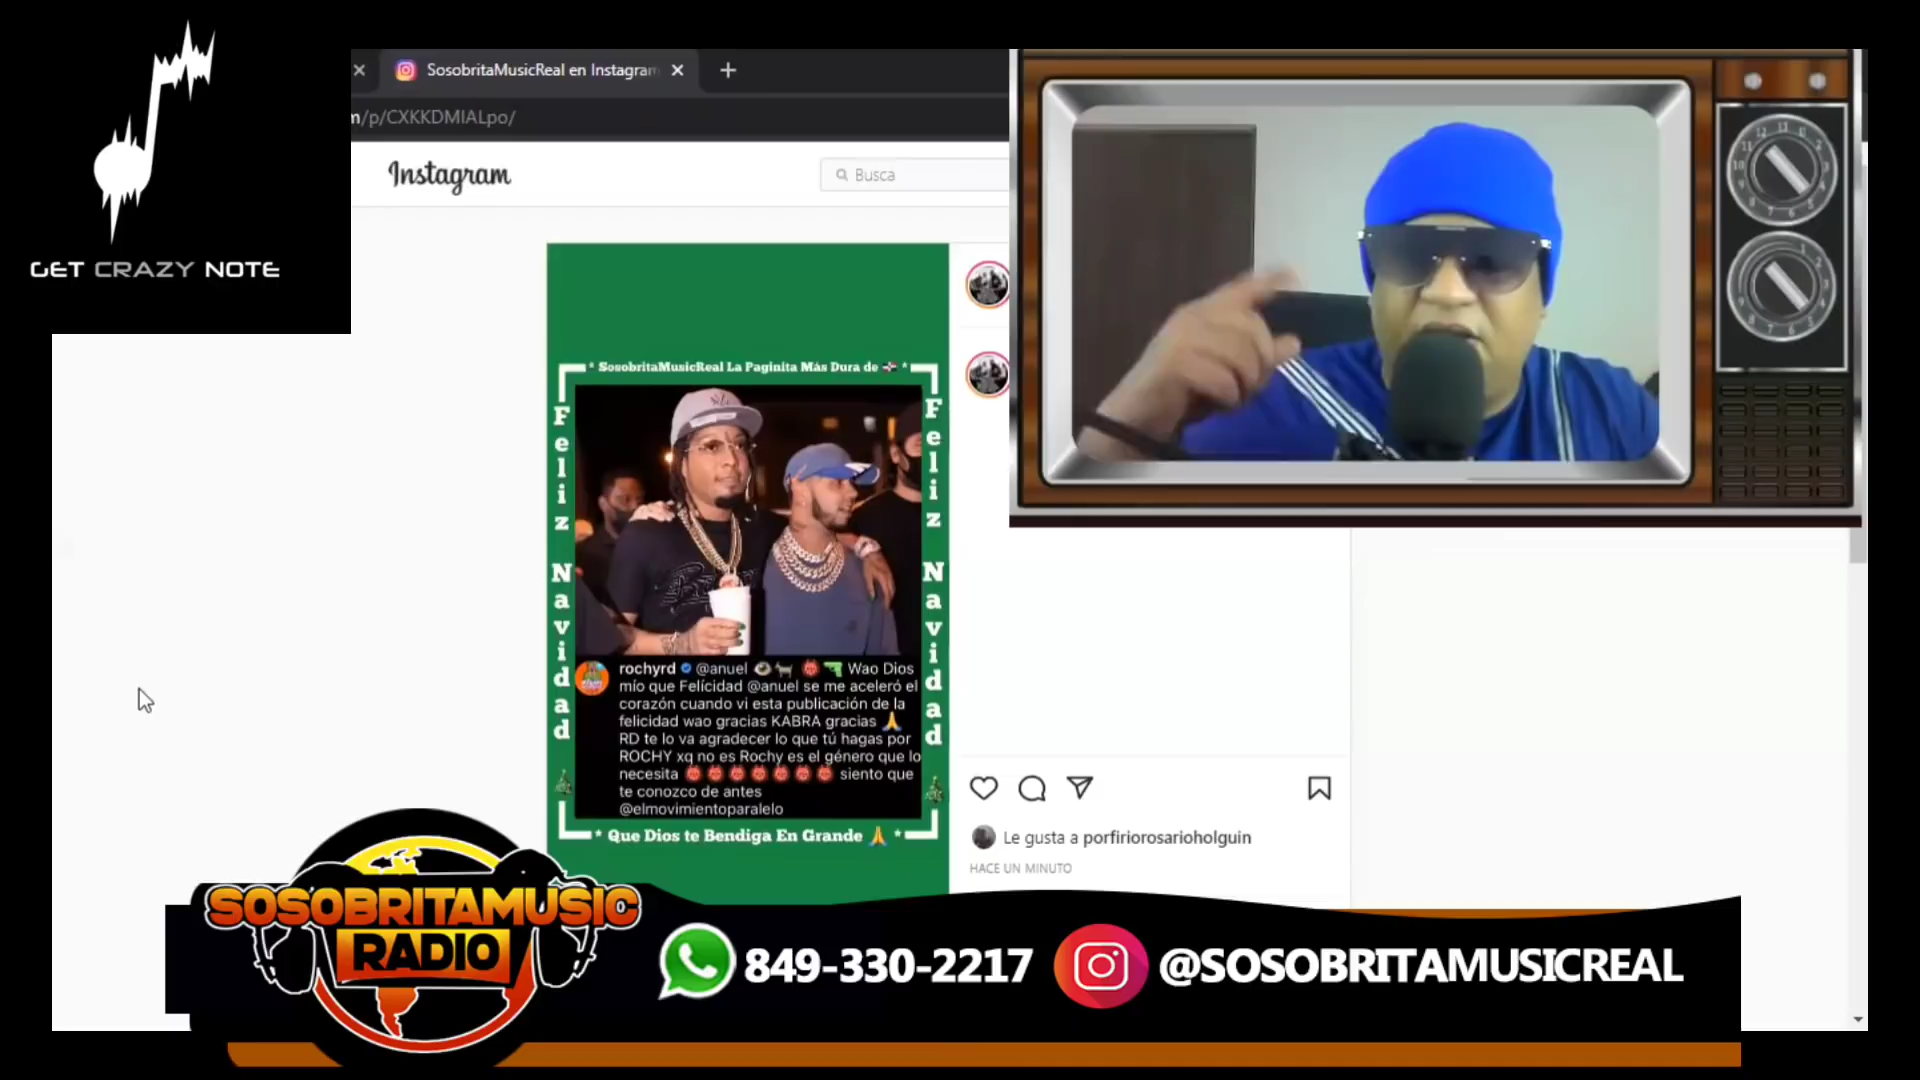 GET CRAZY NOTE
SosobritaMusicReal en Instagram
m/p/CXKKDMIALpo/
Instagram
Busca
* SosobritaMusicReal La Paginita Más Dura de 🇩🇴 *
Feliz Navidad
Feliz Navidad
rochyrd @anuel 👁🐐 👹 🔫 Wao Dios
mío que Felícidad @anuel se me aceleró el
corazón cuando vi esta publicación de la
felicidad wao gracias KABRA gracias 🙏
RD te lo va agradecer lo que tú hagas por
ROCHY xq no es Rochy es el género que lo
necesita 👹👹👹👹👹👹👹 siento que
te conozco de antes
@elmovimientoparalelo
* Que Dios te Bendiga En Grande 🙏 *
Le gusta a porfiriorosarioholguin
HACE UN MINUTO
SOSOBRITAMUSIC
RADIO
849-330-2217
@SOSOBRITAMUSICREAL